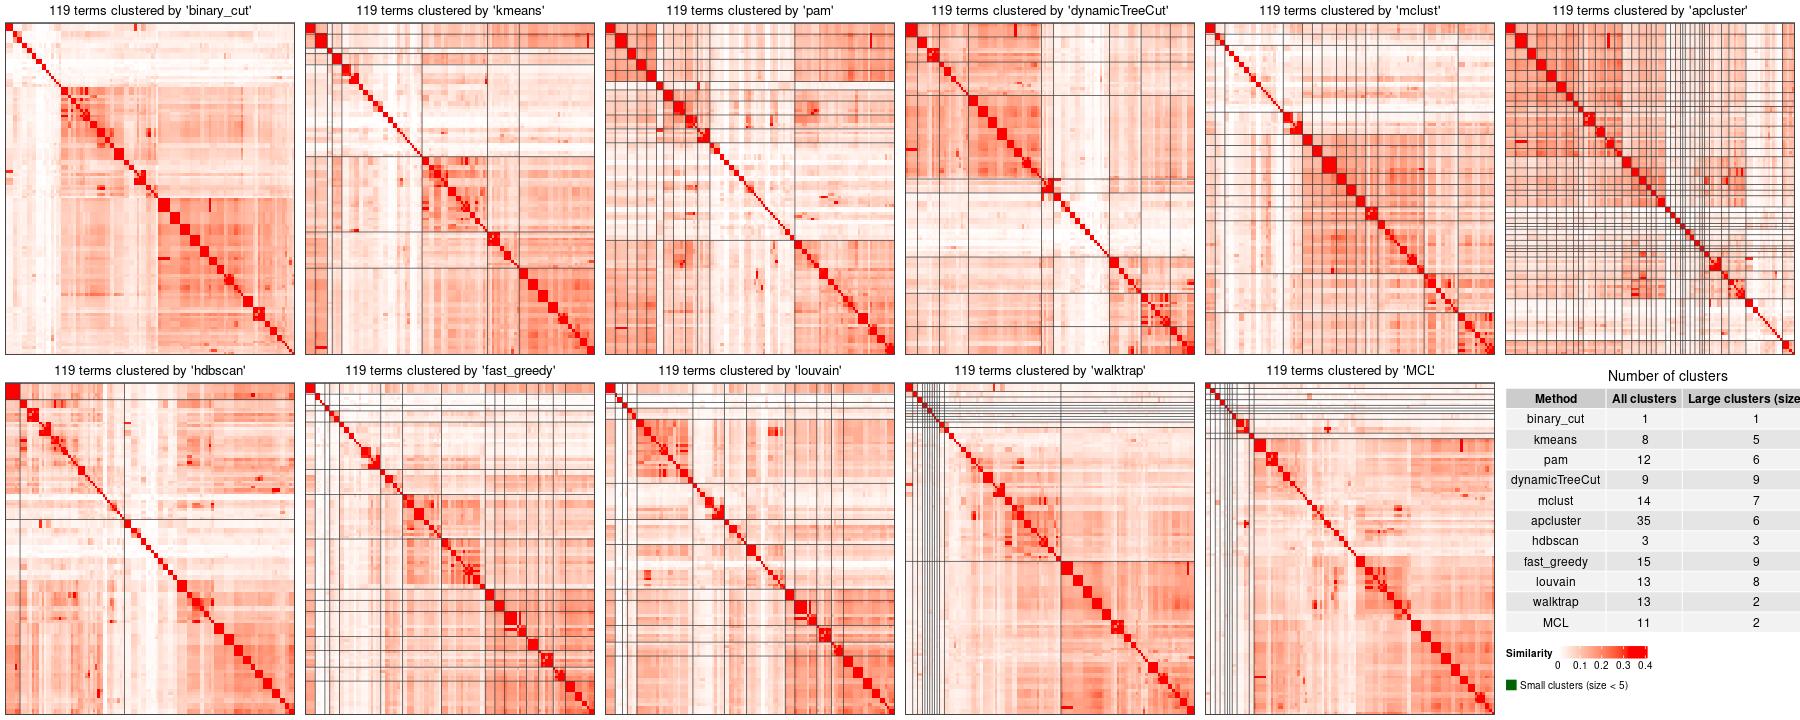 119 terms clustered by 'binary_cut'
119 terms clustered by 'kmeans'
119 terms clustered by 'pam'
119 terms clustered by 'dynamicTreeCut'
119 terms clustered by 'mclust'
119 terms clustered by 'apcluster'
119 terms clustered by 'hdbscan'
119 terms clustered by 'fast_greedy'
119 terms clustered by 'louvain'
119 terms clustered by 'walktrap'
119 terms clustered by 'MCL'
Number of clusters
Method All clusters Large clusters (size
binary_cut 1 1
kmeans 8 5
pam 12 6
dynamicTreeCut 9 9
mclust 14 7
apcluster 35 6
hdbscan 3 3
fast_greedy 15 9
louvain 13 8
walktrap 13 2
MCL 11 2
Similarity
0 0.1 0.2 0.3 0.4
Small clusters (size < 5)